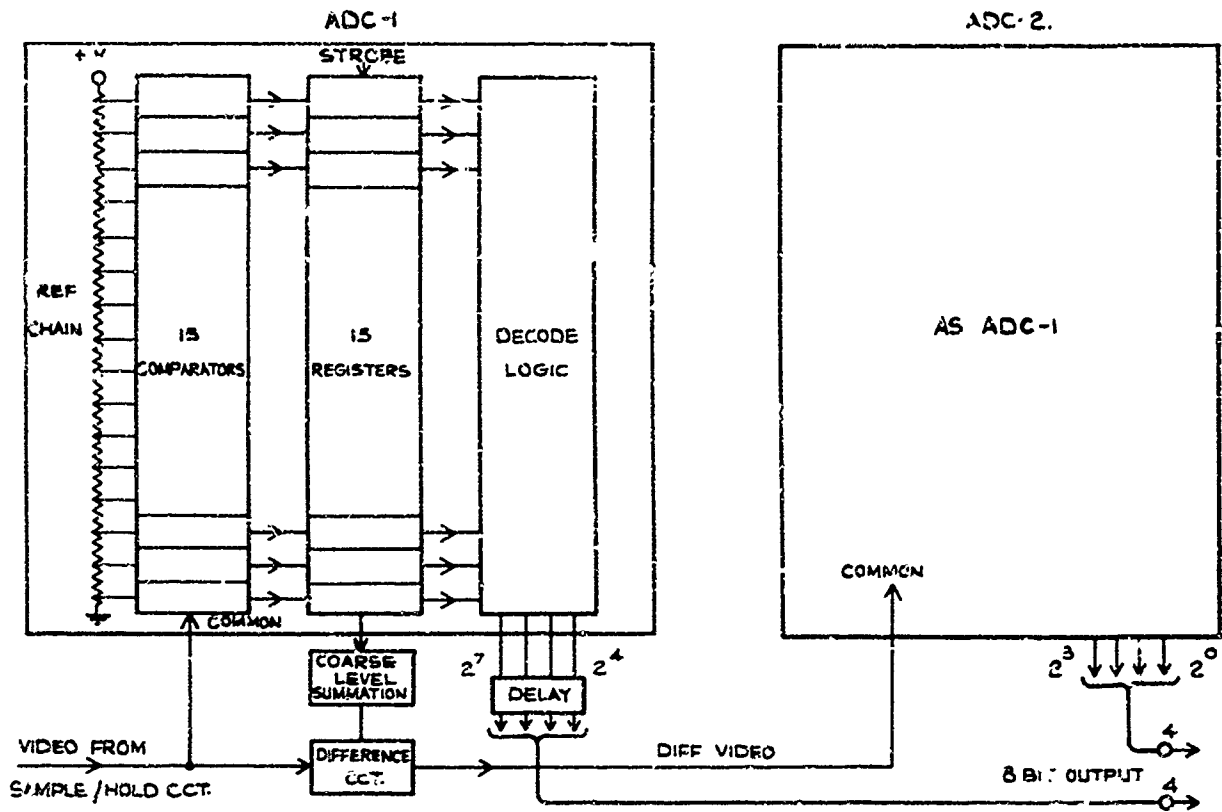 ADC-1
ADC-2.
STROBE
REF
CHAIN
15
COMPARATORS
15
REGISTERS
DECODE
LOGIC
AS ADC-1
COMMON
COMMON
COARSE
LEVEL
SUMMATION
2^7
2^4
2^3
2^0
DELAY
VIDEO FROM
SAMPLE/HOLD CCT.
DIFFERENCE
CCT.
DIFF VIDEO
8 BIT OUTPUT
4
4